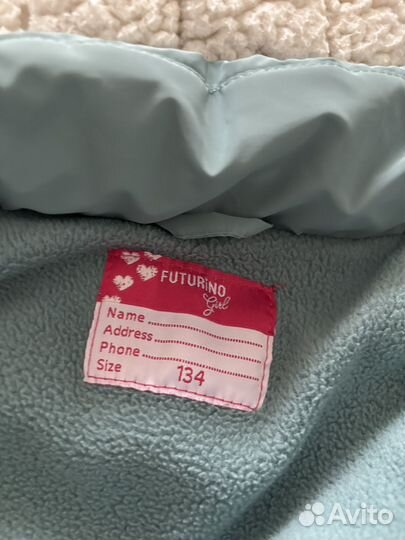 FUTURINO
Girl
Name
Address
Phone
Size 134
Avito